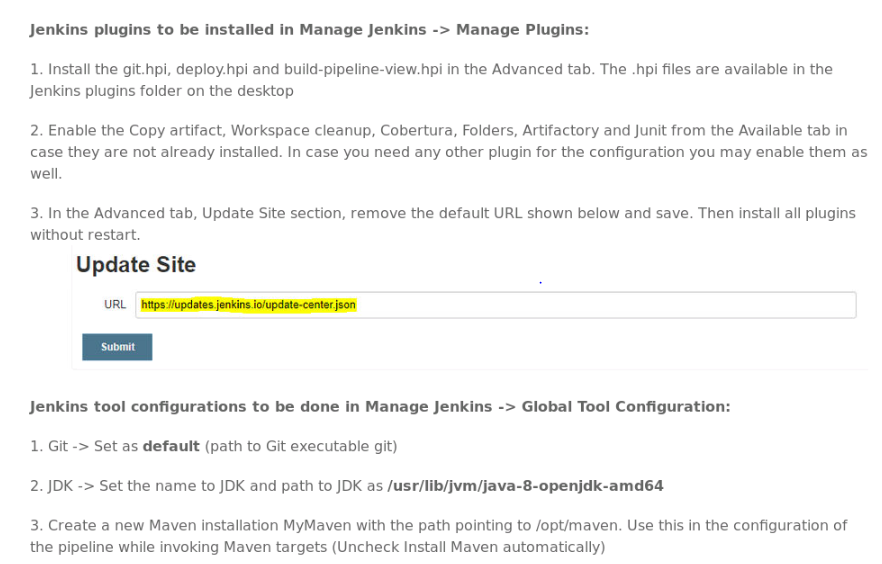 Jenkins plugins to be installed in Manage Jenkins -> Manage Plugins:
1. Install the git.hpi, deploy.hpi and build-pipeline-view.hpi in the Advanced tab. The .hpi files are available in the
Jenkins plugins folder on the desktop
2. Enable the Copy artifact, Workspace cleanup, Cobertura, Folders, Artifactory and Junit from the Available tab in
case they are not already installed. In case you need any other plugin for the configuration you may enable them as
well.
3. In the Advanced tab, Update Site section, remove the default URL shown below and save. Then install all plugins
without restart.
Update Site
URL https://updates.jenkins.io/update-center.json
Submit
Jenkins tool configurations to be done in Manage Jenkins -> Global Tool Configuration:
1. Git -> Set as default (path to Git executable git)
2. JDK -> Set the name to JDK and path to JDK as /usr/lib/jvm/java-8-openjdk-amd64
3. Create a new Maven installation MyMaven with the path pointing to /opt/maven. Use this in the configuration of
the pipeline while invoking Maven targets (Uncheck Install Maven automatically)